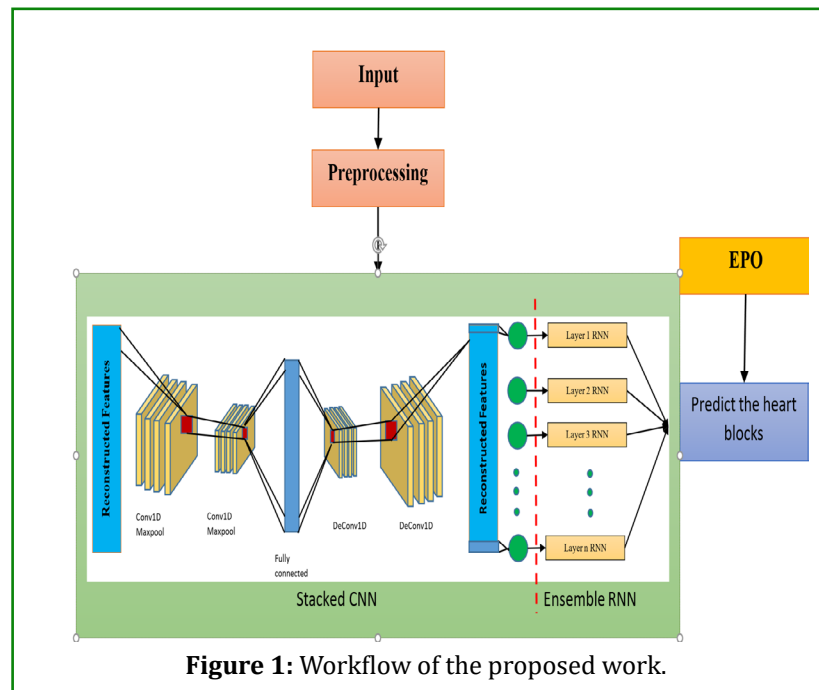 Input
Preprocessing
EPO
Predict the heart
blocks
Reconstructed Features
Conv1D
Maxpool
Conv1D
Maxpool
Fully
connected
DeConv1D
DeConv1D
Reconstructed Features
Layer 1 RNN
Layer 2 RNN
Layer 3 RNN
Layer n RNN
Stacked CNN
Ensemble RNN
Figure 1: Workflow of the proposed work.